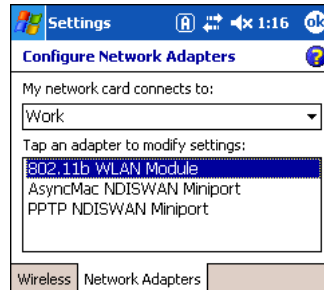 Settings 1:16 ok
Configure Network Adapters
My network card connects to:
Work
Tap an adapter to modify settings:
802.11b WLAN Module
AsyncMac NDISWAN Miniport
PPTP NDISWAN Miniport
Wireless Network Adapters